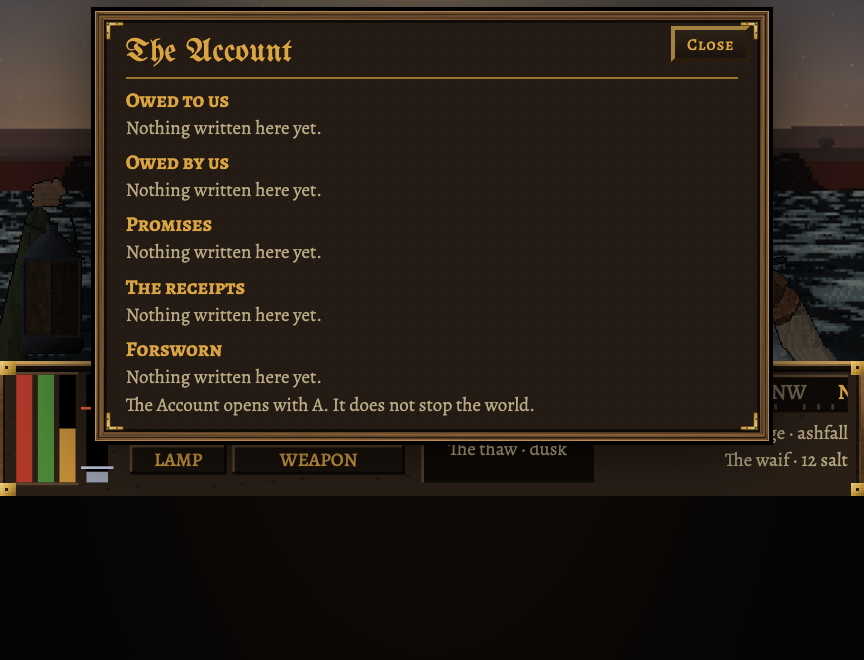 The Account
Close
Owed to us
Nothing written here yet.
Owed by us
Nothing written here yet.
Promises
Nothing written here yet.
The receipts
Nothing written here yet.
Forsworn
Nothing written here yet.
The Account opens with A. It does not stop the world.
NW
LAMP
WEAPON
The thaw · dusk
· ashfall
The waif · 12 salt